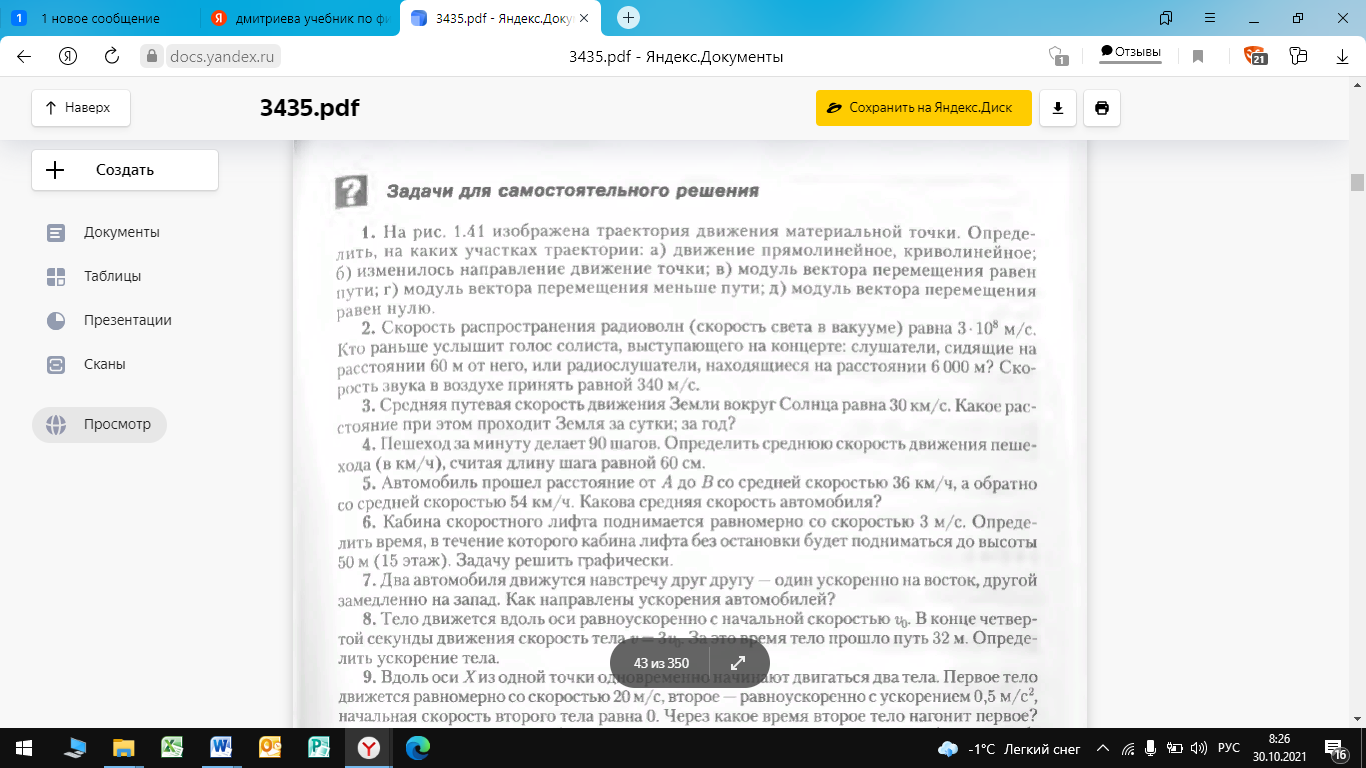 1 новое сообщение
дмитриева учебник по фи
3435.pdf - Яндекс.Доку
docs.yandex.ru
3435.pdf - Яндекс.Документы
1
Отзывы
21
Наверх
3435.pdf
Сохранить на Яндекс.Диск
Создать
Документы
Таблицы
Презентации
Сканы
Просмотр
Задачи для самостоятельного решения
1. На рис. 1.41 изображена траектория движения материальной точки. Опреде-
лить, на каких участках траектории: а) движение прямолинейное, криволинейное;
б) изменилось направление движение точки; в) модуль вектора перемещения равен
пути; г) модуль вектора перемещения меньше пути; д) модуль вектора перемещения
равен нулю.
2. Скорость распространения радиоволн (скорость света в вакууме) равна 3·10⁸ м/с.
Кто раньше услышит голос солиста, выступающего на концерте: слушатели, сидящие на
расстоянии 60 м от него, или радиослушатели, находящиеся на расстоянии 6 000 м? Ско-
рость звука в воздухе принять равной 340 м/с.
3. Средняя путевая скорость движения Земли вокруг Солнца равна 30 км/с. Какое рас-
стояние при этом проходит Земля за сутки; за год?
4. Пешеход за минуту делает 90 шагов. Определить среднюю скорость движения пеше-
хода (в км/ч), считая длину шага равной 60 см.
5. Автомобиль прошел расстояние от A до B со средней скоростью 36 км/ч, а обратно
со средней скоростью 54 км/ч. Какова средняя скорость автомобиля?
6. Кабина скоростного лифта поднимается равномерно со скоростью 3 м/с. Опреде-
лить время, в течение которого кабина лифта без остановки будет подниматься до высоты
50 м (15 этаж). Задачу решить графически.
7. Два автомобиля движутся навстречу друг другу — один ускоренно на восток, другой
замедленно на запад. Как направлены ускорения автомобилей?
8. Тело движется вдоль оси равноускоренно с начальной скоростью v₀. В конце четвер-
той секунды движения скорость тела v = 3v₀. За это время тело прошло путь 32 м. Опреде-
лить ускорение тела.
9. Вдоль оси X из одной точки одновременно начинают двигаться два тела. Первое тело
движется равномерно со скоростью 20 м/с, второе — равноускоренно с ускорением 0,5 м/с²,
начальная скорость второго тела равна 0. Через какое время второе тело нагонит первое?
43 из 350
-1°C Легкий снег
РУС
8:26
30.10.2021
16